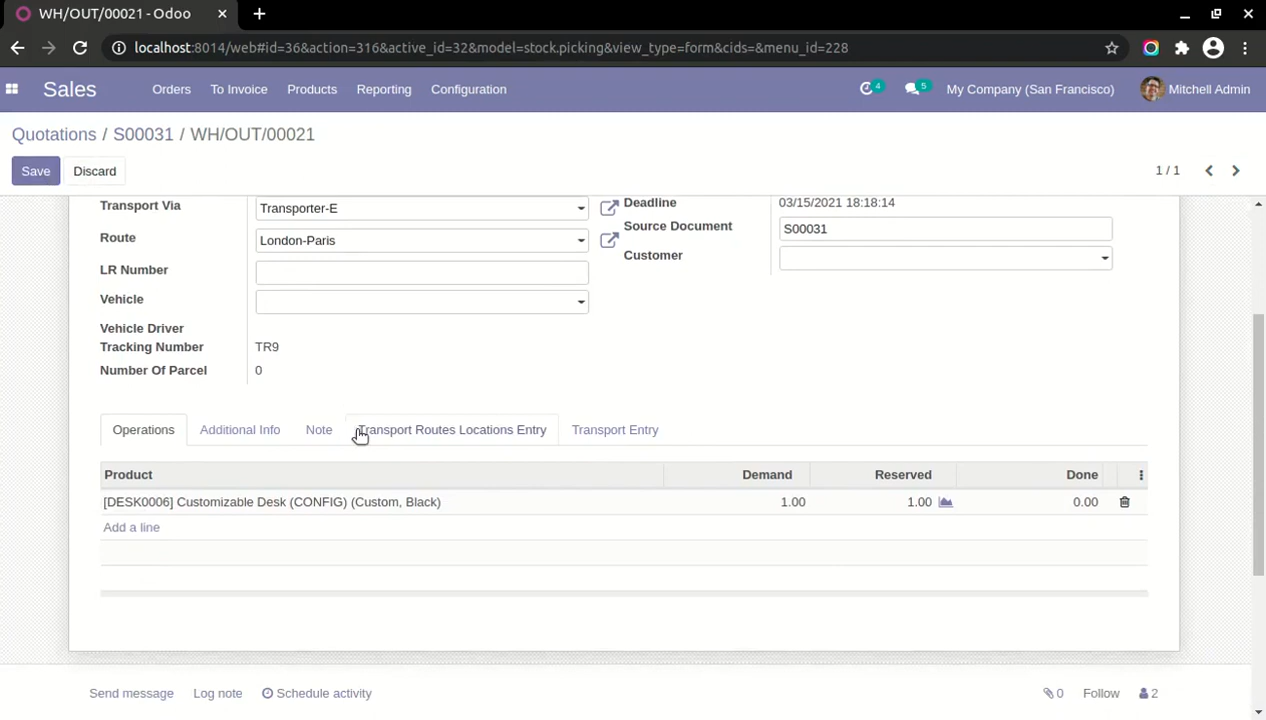 WH/OUT/00021 - Odoo
localhost:8014/web#id=36&action=316&active_id=32&model=stock.picking&view_type=form&cids=&menu_id=228
Sales Orders To Invoice Products Reporting Configuration 4 5 My Company (San Francisco) Mitchell Admin
Quotations / S00031 / WH/OUT/00021
Save Discard 1 / 1
Transport Via Transporter-E Deadline 03/15/2021 18:18:14
Route London-Paris Source Document S00031
LR Number Customer
Vehicle
Vehicle Driver
Tracking Number TR9
Number Of Parcel 0
Operations Additional Info Note Transport Routes Locations Entry Transport Entry
Product Demand Reserved Done
[DESK0006] Customizable Desk (CONFIG) (Custom, Black) 1.00 1.00 0.00
Add a line
Send message Log note Schedule activity 0 Follow 2